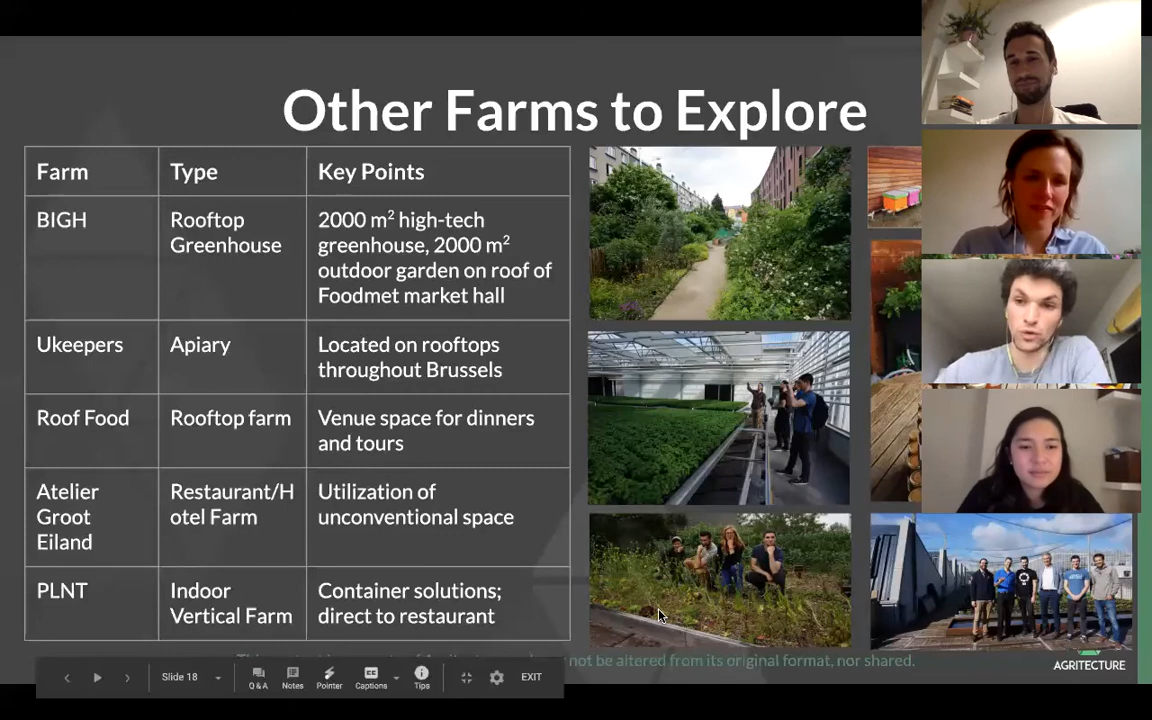 Other Farms to Explore
Farm Type Key Points
BIGH
Rooftop
Greenhouse
2000 m² high-tech
greenhouse, 2000 m²
outdoor garden on roof of
Foodmet market hall
Ukeepers
Apiary
Located on rooftops
throughout Brussels
Roof Food
Rooftop farm
Venue space for dinners
and tours
Atelier
Groot
Eiland
Restaurant/H
otel Farm
Utilization of
unconventional space
PLNT
Indoor
Vertical Farm
Container solutions;
direct to restaurant
not be altered from its original format, nor shared.
AGRITECTURE
Slide 18
Q&A
Notes
Pointer
Captions
Tips
EXIT